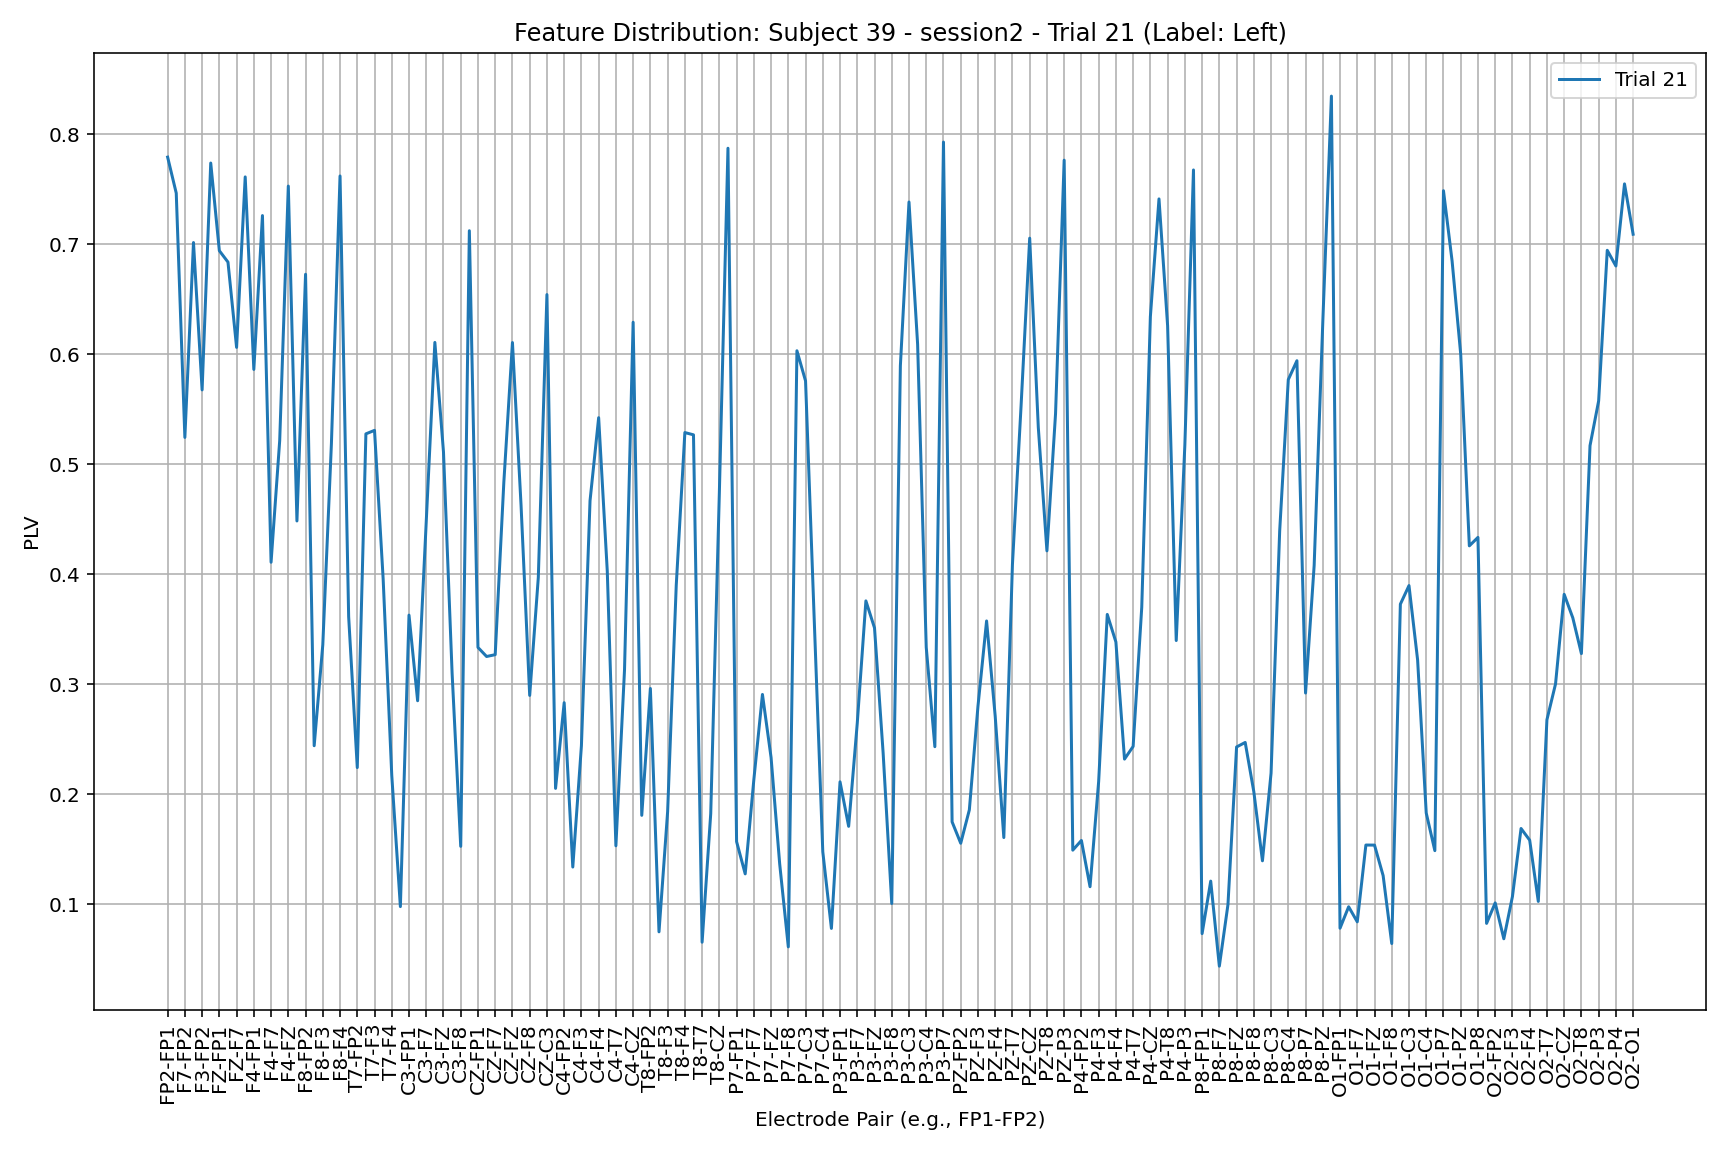 Feature Distribution: Subject 39 - session2 - Trial 21 (Label: Left)
Trial 21
PLV
0.8
0.7
0.6
0.5
0.4
0.3
0.2
0.1
FP2-FP1
F7-FP2
F3-FP2
FZ-FP1
FZ-F7
F4-FP1
F4-F7
F4-FZ
F8-FP2
F8-F3
F8-F4
T7-FP2
T7-F3
T7-F4
C3-FP1
C3-F7
C3-FZ
C3-F8
CZ-FP1
CZ-F7
CZ-FZ
CZ-F8
CZ-C3
C4-FP2
C4-F3
C4-F4
C4-T7
C4-CZ
T8-FP2
T8-F3
T8-F4
T8-T7
T8-CZ
P7-FP1
P7-F7
P7-FZ
P7-F8
P7-C3
P7-C4
P3-FP1
P3-F7
P3-FZ
P3-F8
P3-C3
P3-C4
P3-P7
PZ-FP2
PZ-F3
PZ-F4
PZ-T7
PZ-CZ
PZ-T8
PZ-P3
P4-FP2
P4-F3
P4-F4
P4-T7
P4-CZ
P4-T8
P4-P3
P8-FP1
P8-F7
P8-FZ
P8-F8
P8-C3
P8-C4
P8-P7
P8-PZ
O1-FP1
O1-F7
O1-FZ
O1-F8
O1-C3
O1-C4
O1-P7
O1-PZ
O1-P8
O2-FP2
O2-F3
O2-F4
O2-T7
O2-CZ
O2-T8
O2-P3
O2-P4
O2-O1
Electrode Pair (e.g., FP1-FP2)